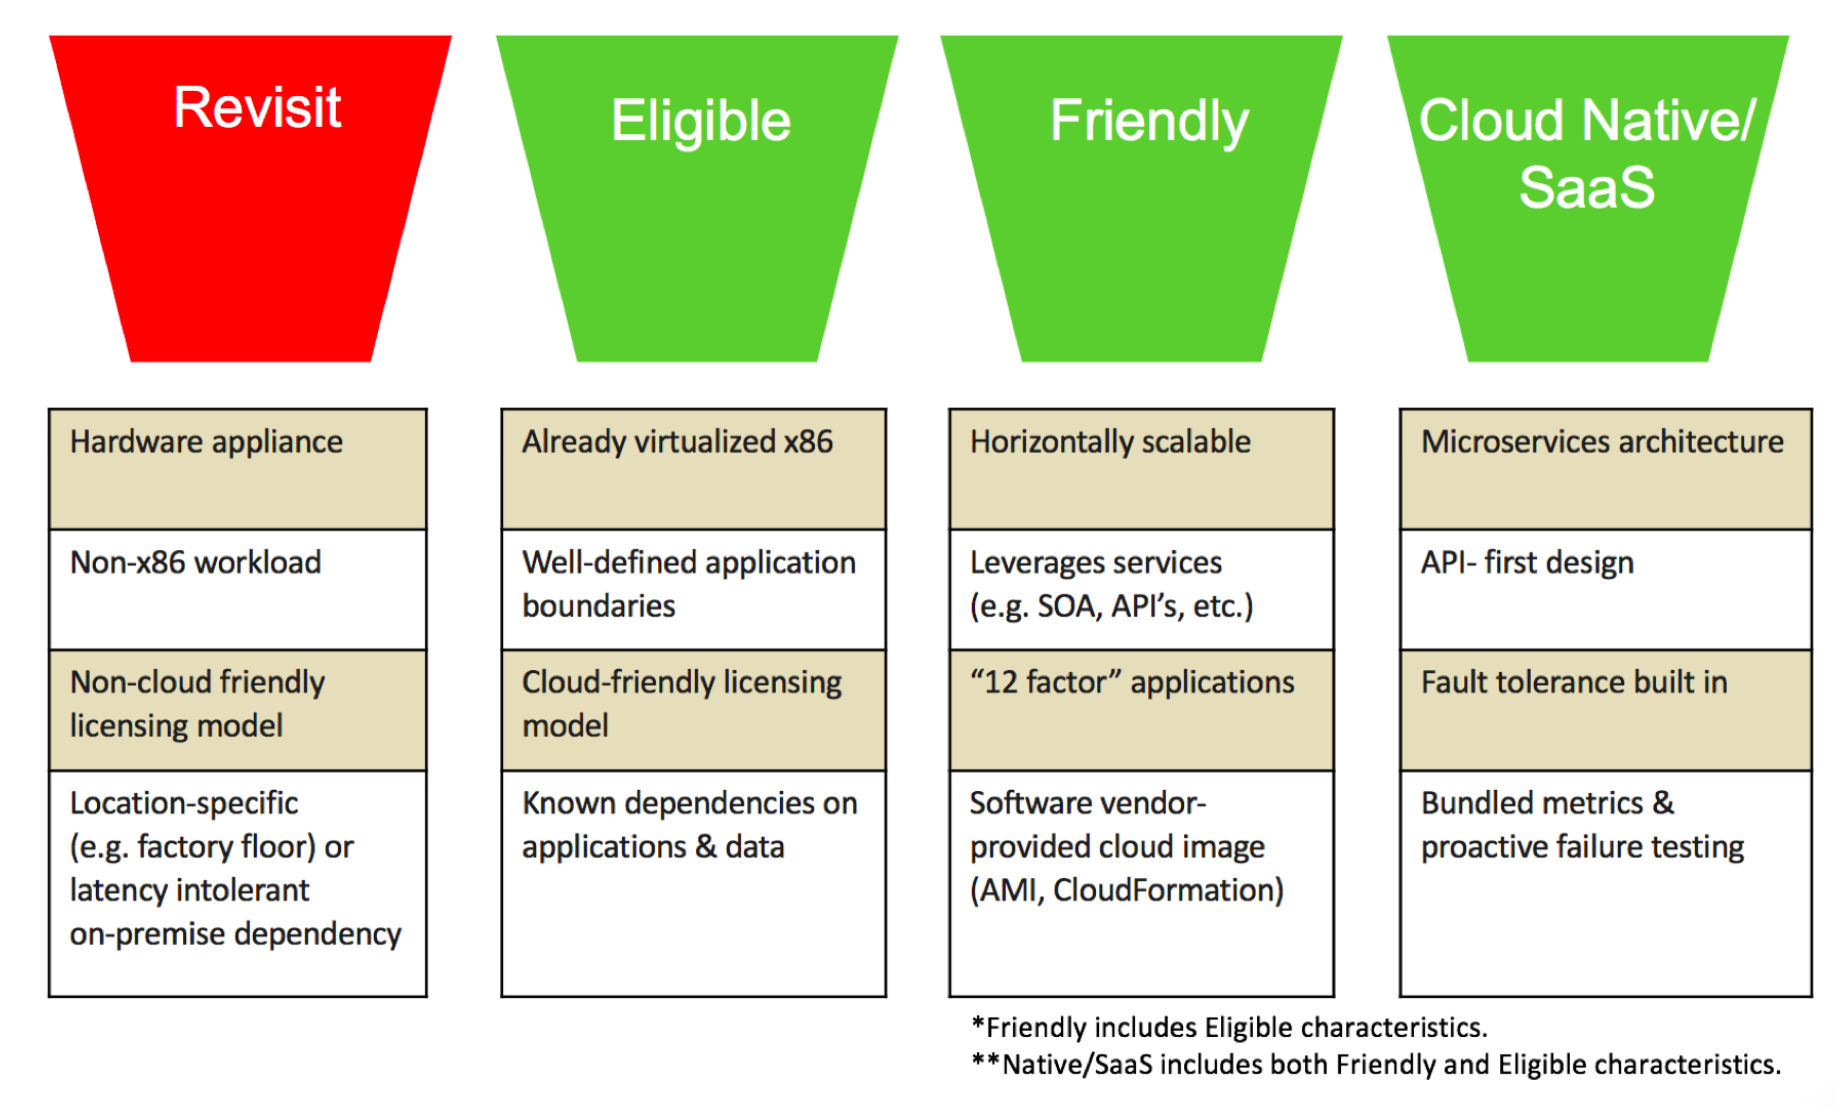 Revisit
Eligible
Friendly
Cloud Native/
SaaS
Hardware appliance
Non-x86 workload
Non-cloud friendly
licensing model
Location-specific
(e.g. factory floor) or
latency intolerant
on-premise dependency
Already virtualized x86
Well-defined application
boundaries
Cloud-friendly licensing
model
Known dependencies on
applications & data
Horizontally scalable
Leverages services
(e.g. SOA, API’s, etc.)
“12 factor” applications
Software vendor-
provided cloud image
(AMI, CloudFormation)
Microservices architecture
API- first design
Fault tolerance built in
Bundled metrics &
proactive failure testing
*Friendly includes Eligible characteristics.
**Native/SaaS includes both Friendly and Eligible characteristics.